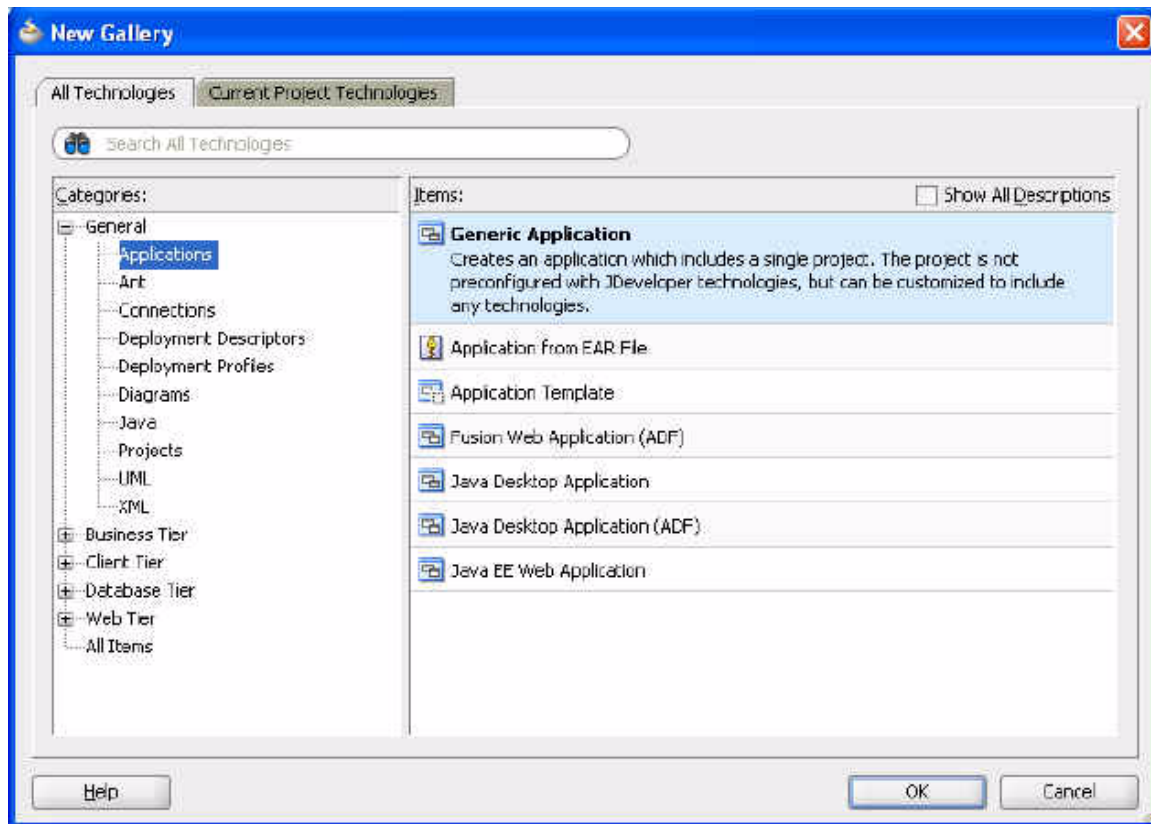 New Gallery
All Technologies
Current Project Technologies
Search All Technologies
Categories:
General
Applications
Ant
Connections
Deployment Descriptors
Deployment Profiles
Diagrams
Java
Projects
UML
XML
Business Tier
Client Tier
Database Tier
Web Tier
All Items
Items:
Show All Descriptions
Generic Application
Creates an application which includes a single project. The project is not
preconfigured with JDeveloper technologies, but can be customized to include
any technologies.
Application from EAR File
Application Template
Fusion Web Application (ADF)
Java Desktop Application
Java Desktop Application (ADF)
Java EE Web Application
Help
OK
Cancel